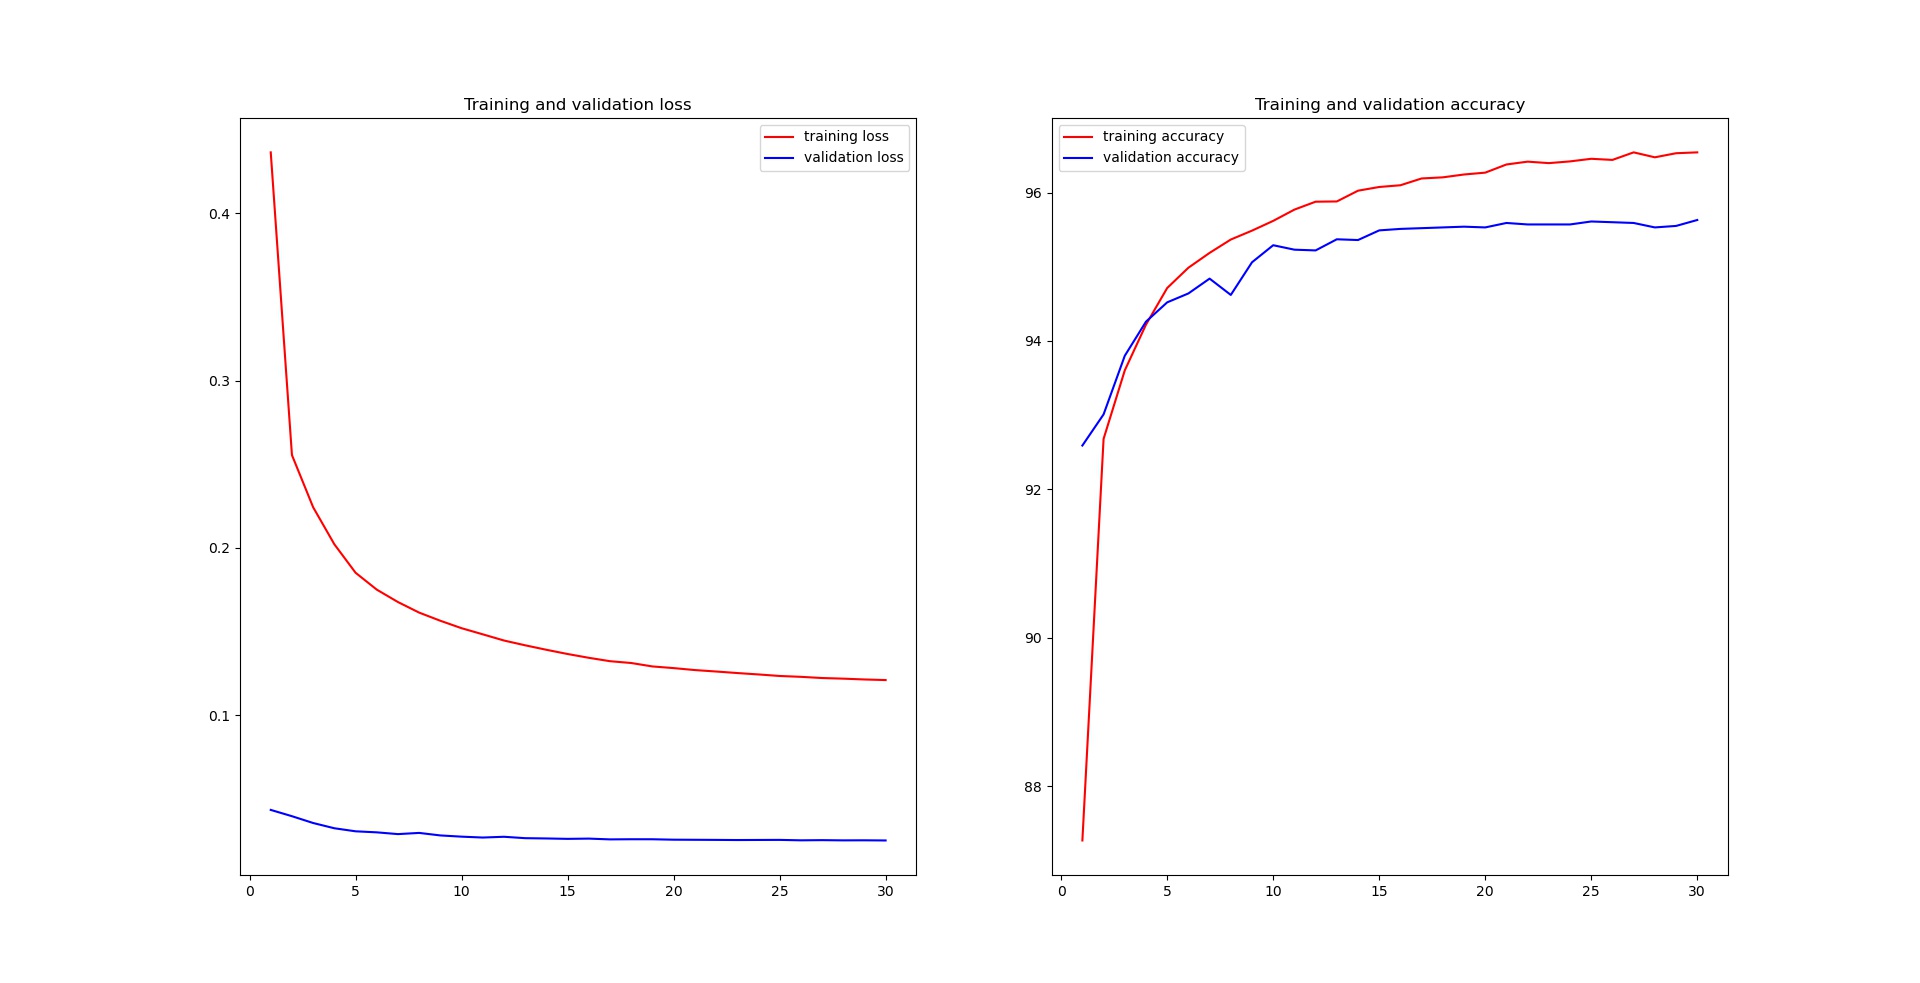 Training and validation loss
training loss
validation loss
0.4
0.3
0.2
0.1
0 5 10 15 20 25 30
Training and validation accuracy
training accuracy
validation accuracy
96
94
92
90
88
0 5 10 15 20 25 30